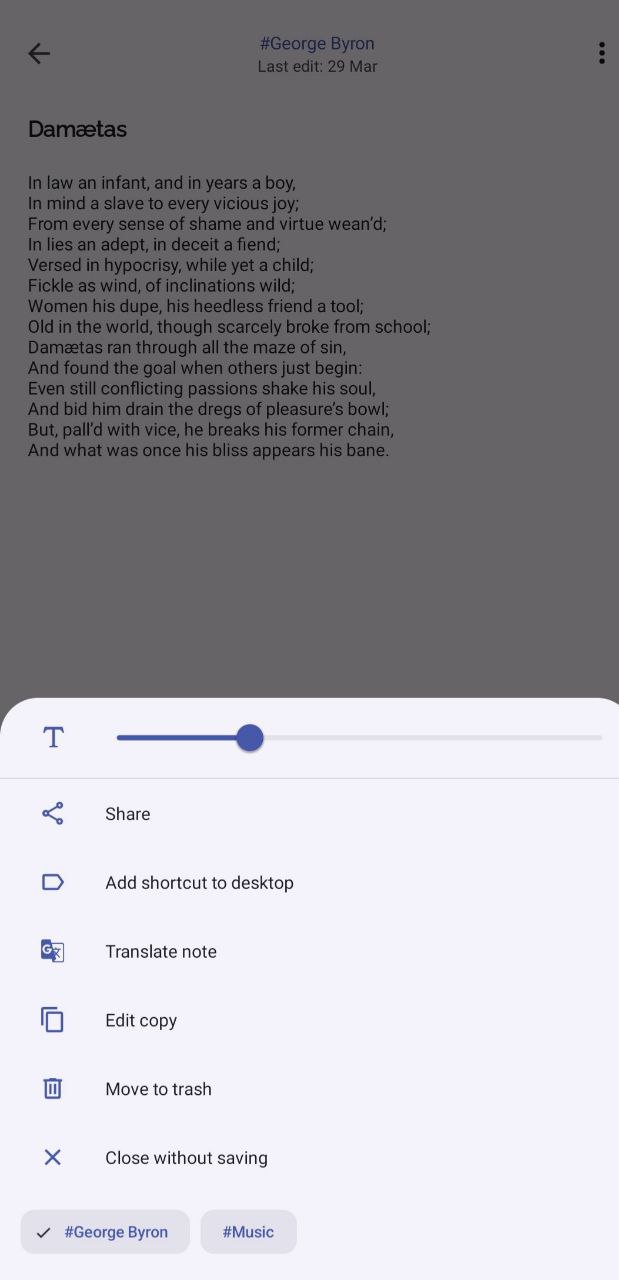 #George Byron
Last edit: 29 Mar
Damætas
In law an infant, and in years a boy,
In mind a slave to every vicious joy;
From every sense of shame and virtue wean’d;
In lies an adept, in deceit a fiend;
Versed in hypocrisy, while yet a child;
Fickle as wind, of inclinations wild;
Women his dupe, his heedless friend a tool;
Old in the world, though scarcely broke from school;
Damætas ran through all the maze of sin,
And found the goal when others just begin:
Even still conflicting passions shake his soul,
And bid him drain the dregs of pleasure’s bowl;
But, pall’d with vice, he breaks his former chain,
And what was once his bliss appears his bane.
T
Share
Add shortcut to desktop
Translate note
Edit copy
Move to trash
Close without saving
#George Byron #Music